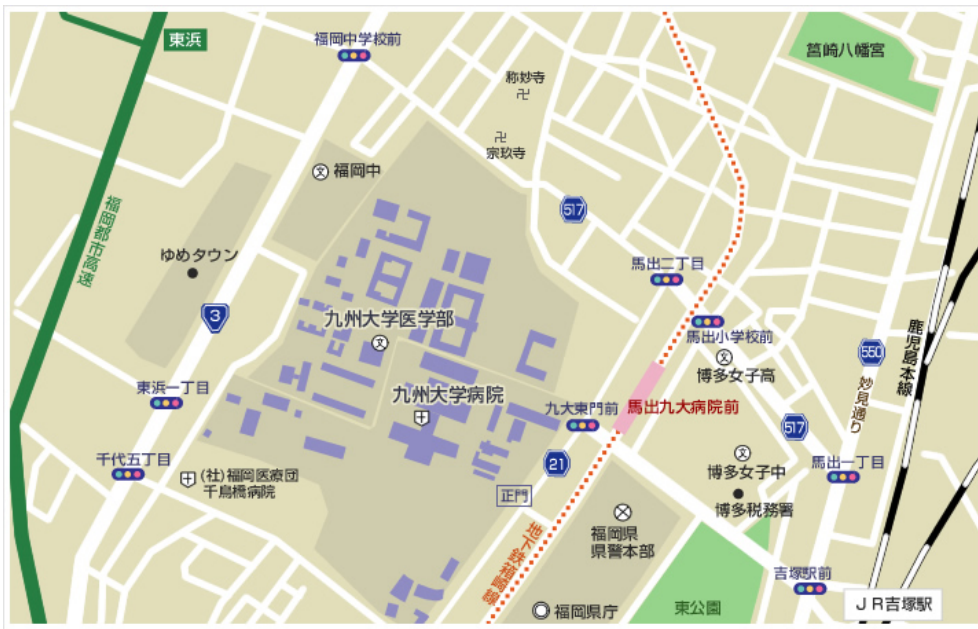 東浜
福岡中学校前
筥崎八幡宮
称妙寺
卍
卍
宗玖寺
文
福岡中
517
福岡都市高速
ゆめタウン
馬出二丁目
3
九州大学医学部
文
馬出小学校前
鹿児島本線
550
文
博多女子高
妙見通り
東浜一丁目
九州大学病院
九大東門前
馬出九大病院前
517
千代五丁目
(社)福岡医療団
千鳥橋病院
21
文
博多女子中
馬出一丁目
正門
博多税務署
地下鉄箱崎線
福岡県
県警本部
吉塚駅前
福岡県庁
東公園
JR吉塚駅